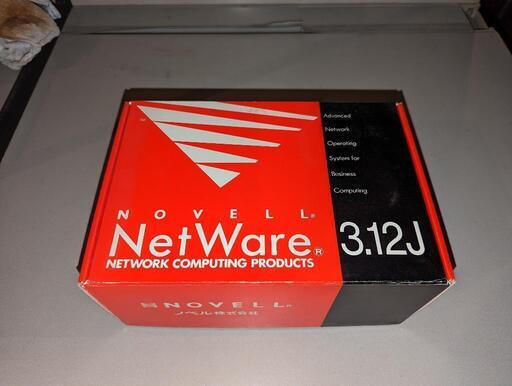 Advanced
Network
Operating
System for
Business
Computing
NOVELL®
NetWare®
NETWORK COMPUTING PRODUCTS
3.12J
NOVELL®
ノベル株式会社